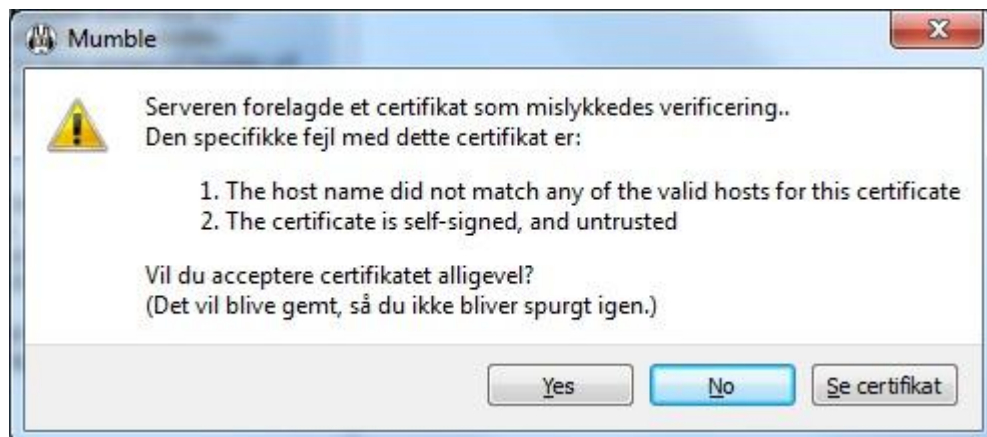 Mumble
Serveren forelagde et certifikat som mislykkedes verificering..
Den specifikke fejl med dette certifikat er:
1. The host name did not match any of the valid hosts for this certificate
2. The certificate is self-signed, and untrusted
Vil du acceptere certifikatet alligevel?
(Det vil blive gemt, så du ikke bliver spurgt igen.)
Yes
No
Se certifikat